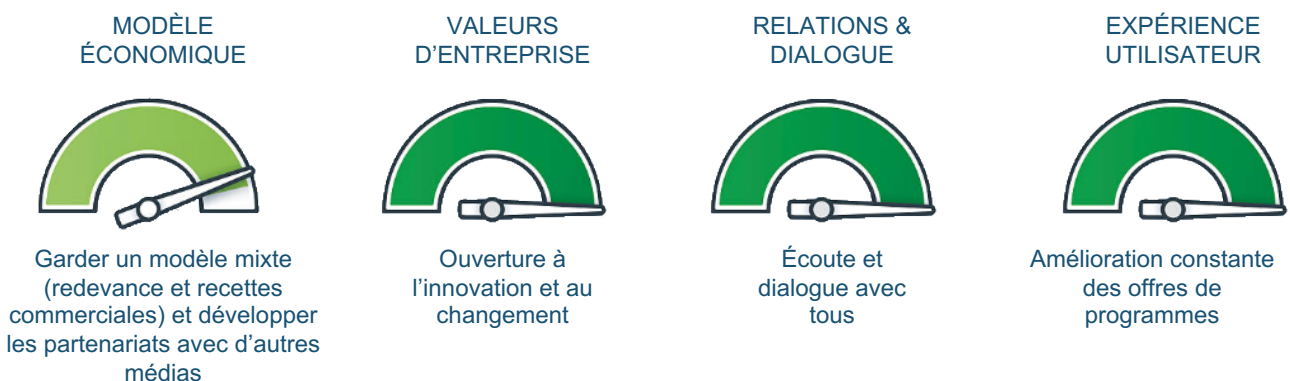 MODÈLE
ÉCONOMIQUE
VALEURS
D’ENTREPRISE
RELATIONS &
DIALOGUE
EXPÉRIENCE
UTILISATEUR
Garder un modèle mixte
(redevance et recettes
commerciales) et développer
les partenariats avec d’autres
médias
Ouverture à
l’innovation et au
changement
Écoute et
dialogue avec
tous
Amélioration constante
des offres de
programmes